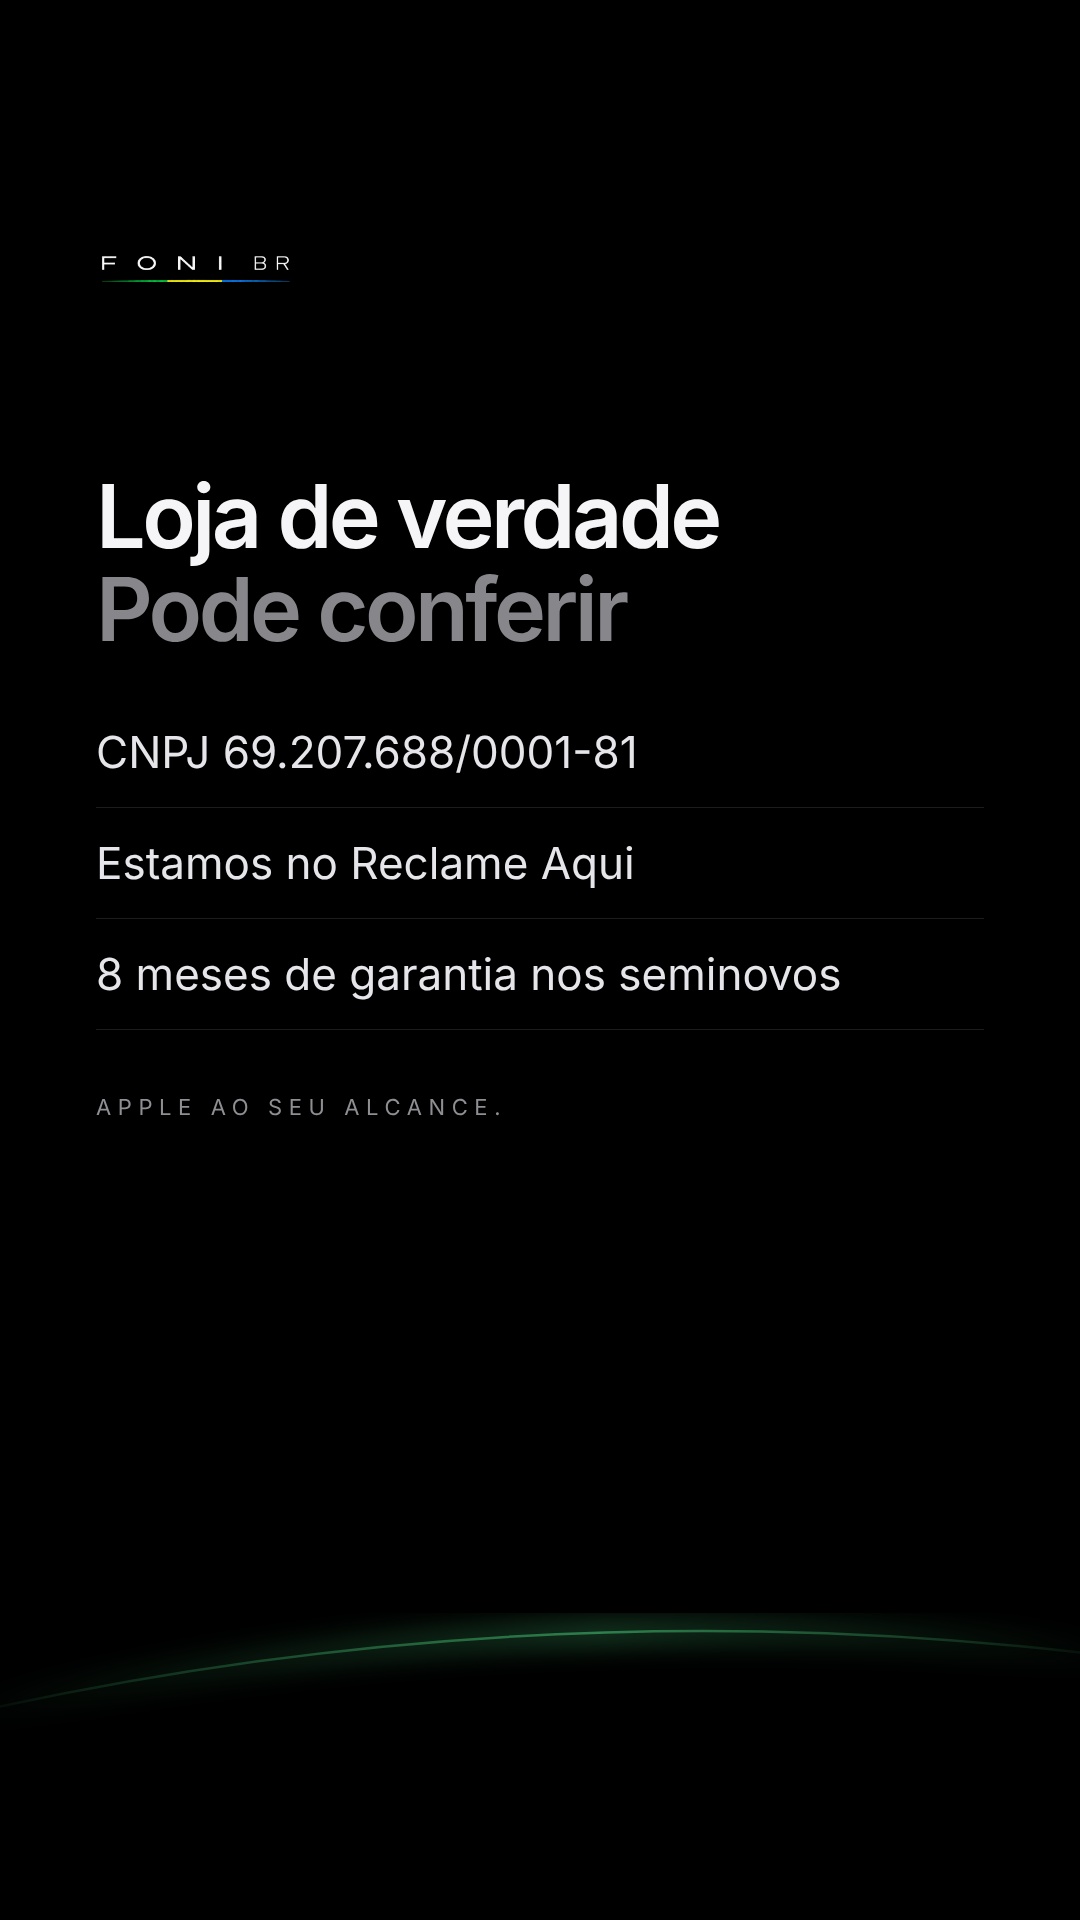 FONI BR
Loja de verdade
Pode conferir
CNPJ 69.207.688/0001-81
Estamos no Reclame Aqui
8 meses de garantia nos seminovos
APPLE AO SEU ALCANCE.